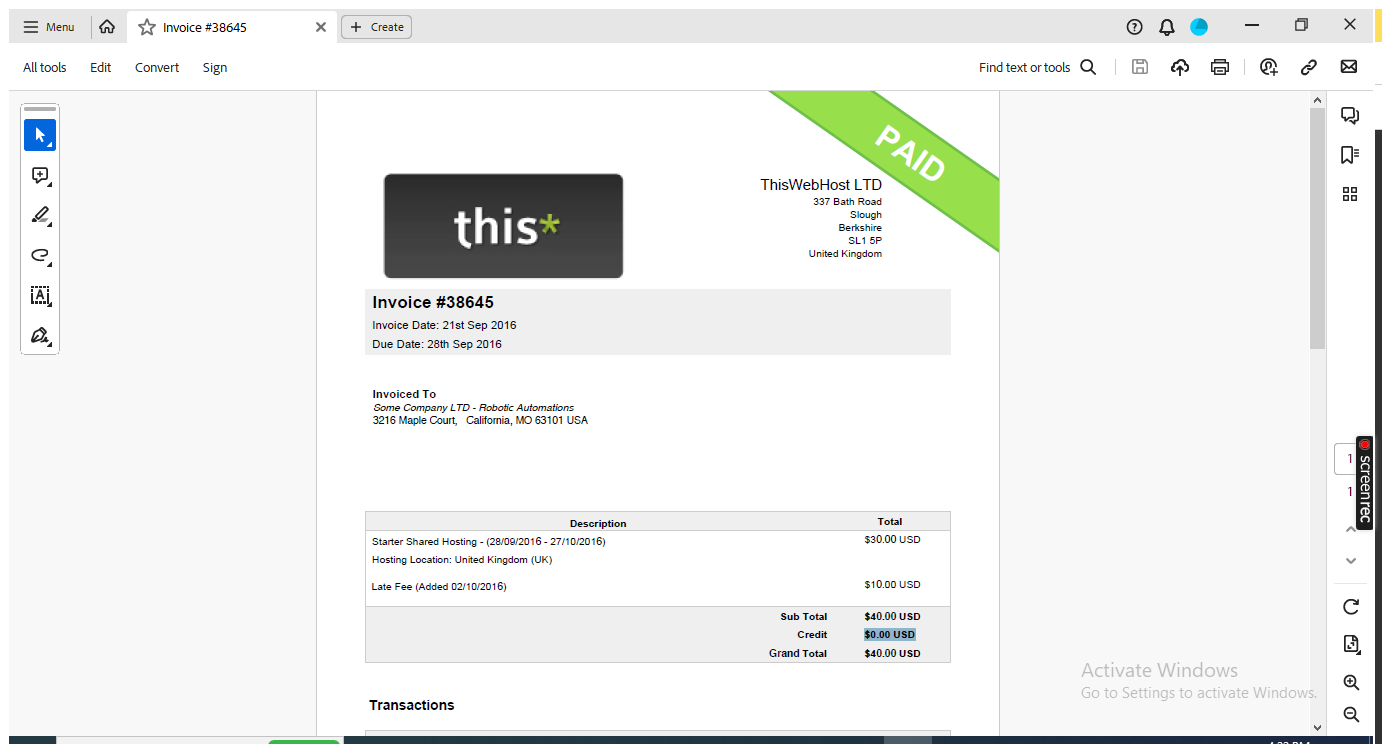 Menu
Invoice #38645
Create
All tools
Edit
Convert
Sign
Find text or tools
PAID
this*
ThisWebHost LTD
337 Bath Road
Slough
Berkshire
SL1 5P
United Kingdom
Invoice #38645
Invoice Date: 21st Sep 2016
Due Date: 28th Sep 2016
Invoiced To
Some Company LTD - Robotic Automations
3216 Maple Court, California, MO 63101 USA
Description Total
Starter Shared Hosting - (28/09/2016 - 27/10/2016) $30.00 USD
Hosting Location: United Kingdom (UK)
Late Fee (Added 02/10/2016) $10.00 USD
Sub Total $40.00 USD
Credit $0.00 USD
Grand Total $40.00 USD
Transactions
1
1
screenrec
Activate Windows
Go to Settings to activate Windows.